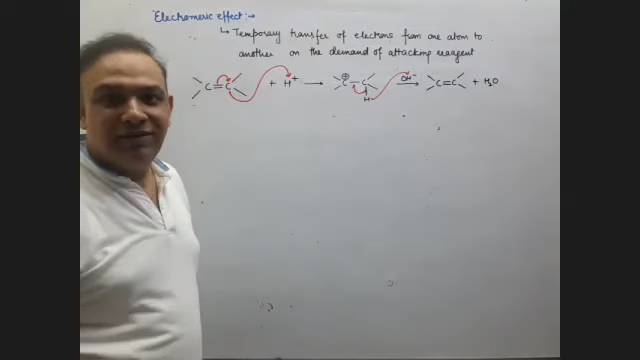 Electromeric effect:→
↳ Temporary transfer of electrons from one atom to
another on the demand of attacking reagent
C=C + H⁺ → ⊕C–C OH⁻ → C=C + H₂O
H